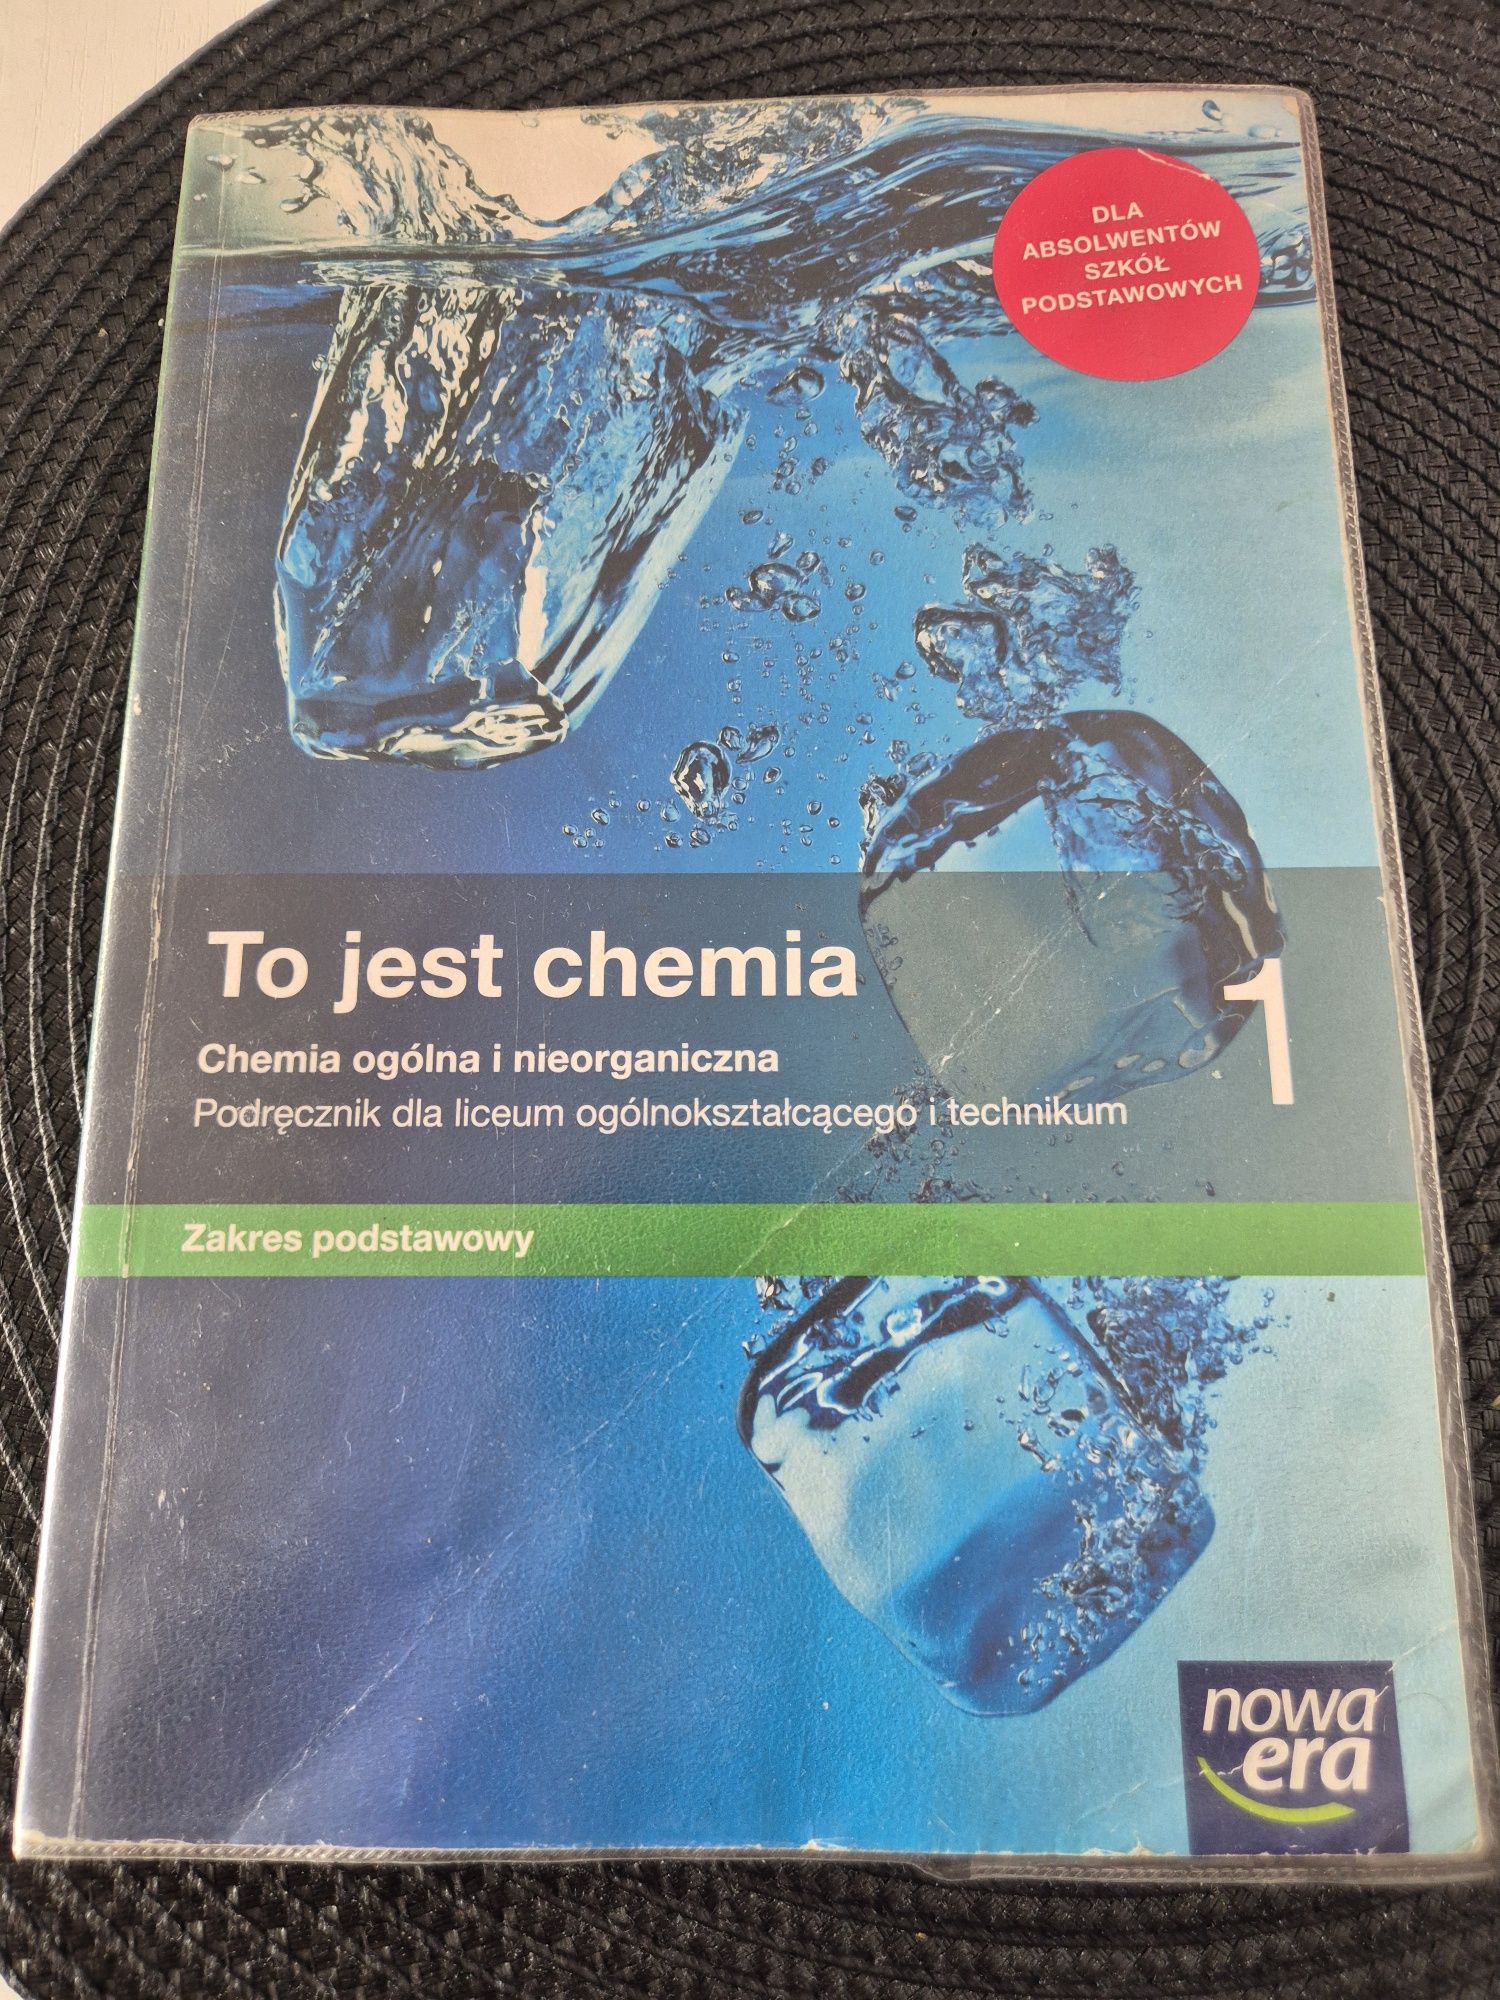 DLA
ABSOLWENTÓW
SZKÓŁ
PODSTAWOWYCH
To jest chemia
1
Chemia ogólna i nieorganiczna
Podręcznik dla liceum ogólnokształcącego i technikum
Zakres podstawowy
nowa
era